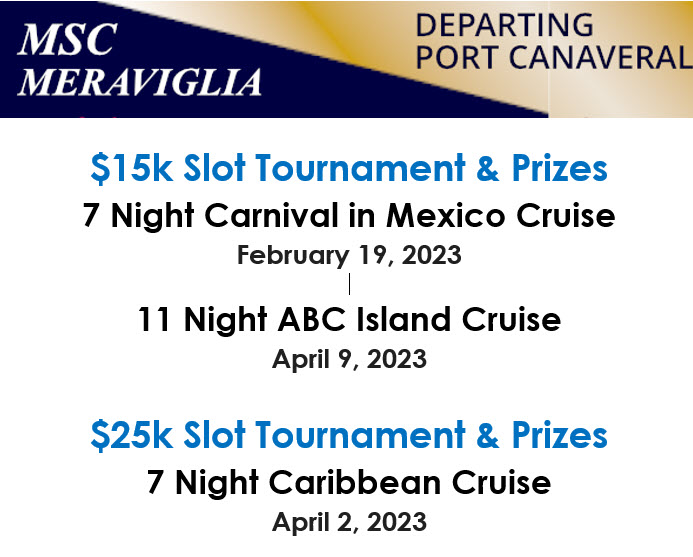 MSC
MERAVIGLIA
DEPARTING
PORT CANAVERAL
$15k Slot Tournament & Prizes
7 Night Carnival in Mexico Cruise
February 19, 2023
11 Night ABC Island Cruise
April 9, 2023
$25k Slot Tournament & Prizes
7 Night Caribbean Cruise
April 2, 2023